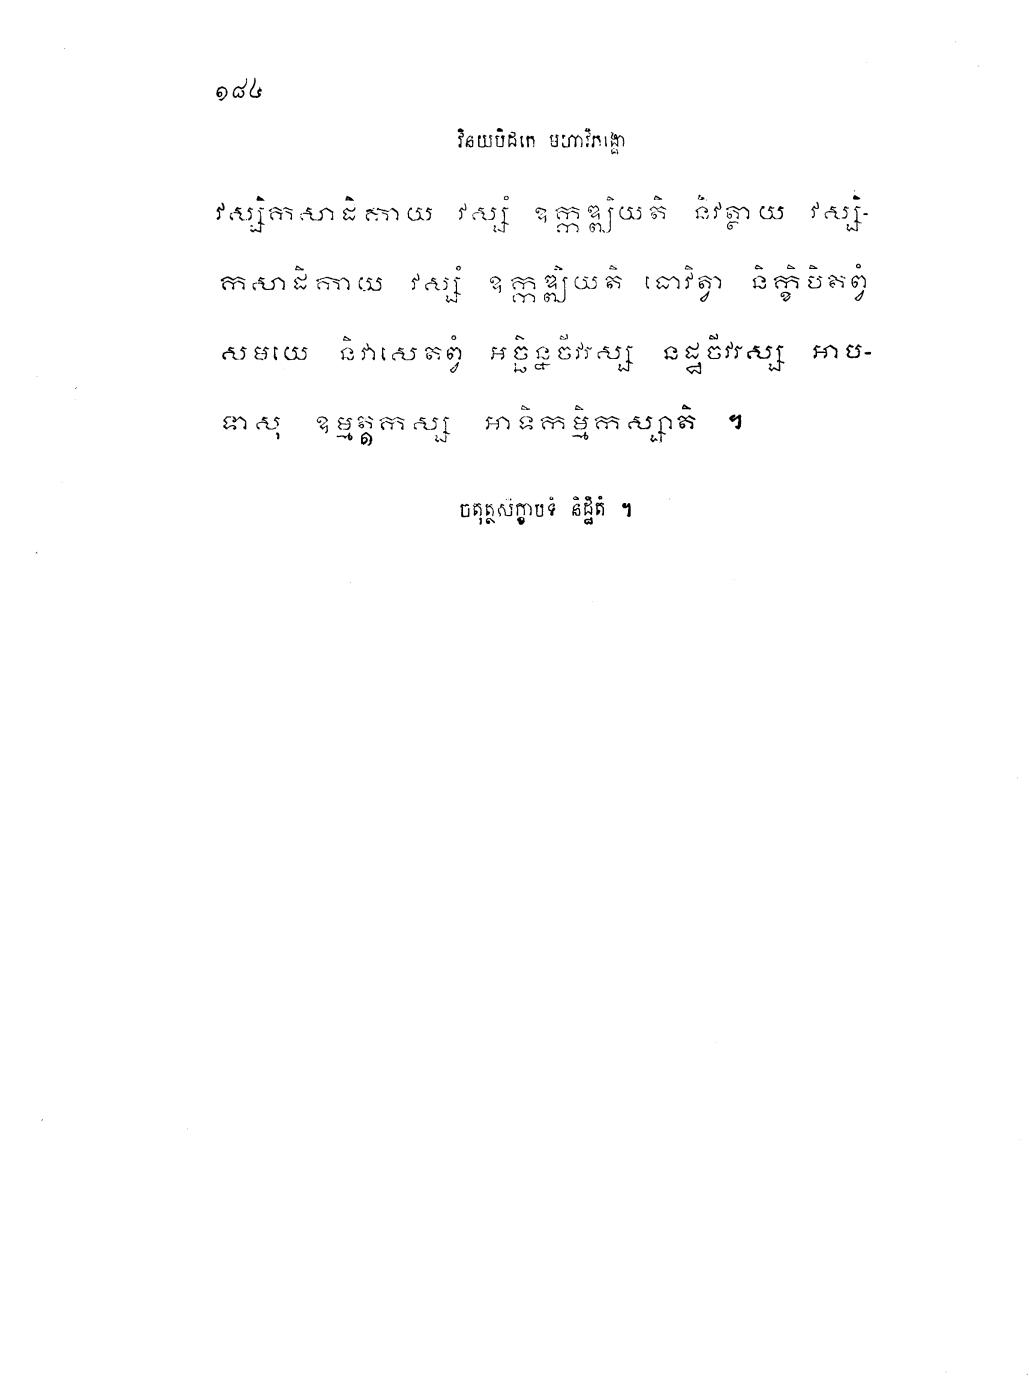 ១៨៤
វិនយបិដកេ មហាវិភង្គោ
វស្សិកសាដិកាយ វស្សំ ឧក្កឌ្ឍិយតិ និវត្ថាយ វស្សិ-
កសាដិកាយ វស្សំ ឧក្កឌ្ឍិយតិ ធោវិត្វា និក្ខិបិតព្វំ
សមយេ និវាសេតព្វំ អច្ឆិន្នចីវរស្ស នដ្ឋចីវរស្ស អាប-
ទាសុ ឧម្មត្តកស្ស អាទិកម្មិកស្សាតិ ។
ចតុត្ថសិក្ខាបទំ និដ្ឋិតំ ។